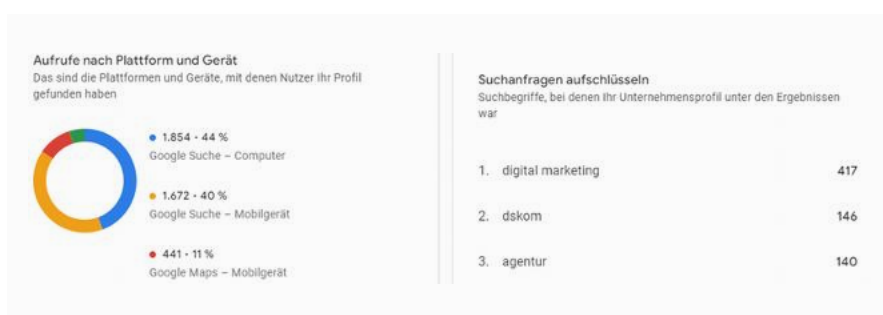 Aufrufe nach Plattform und Gerät
Das sind die Plattformen und Geräte, mit denen Nutzer Ihr Profil
gefunden haben
1.854 · 44 %
Google Suche – Computer
1.672 · 40 %
Google Suche – Mobilgerät
441 · 11 %
Google Maps – Mobilgerät
Suchanfragen aufschlüsseln
Suchbegriffe, bei denen Ihr Unternehmensprofil unter den Ergebnissen
war
1. digital marketing 417
2. dskom 146
3. agentur 140